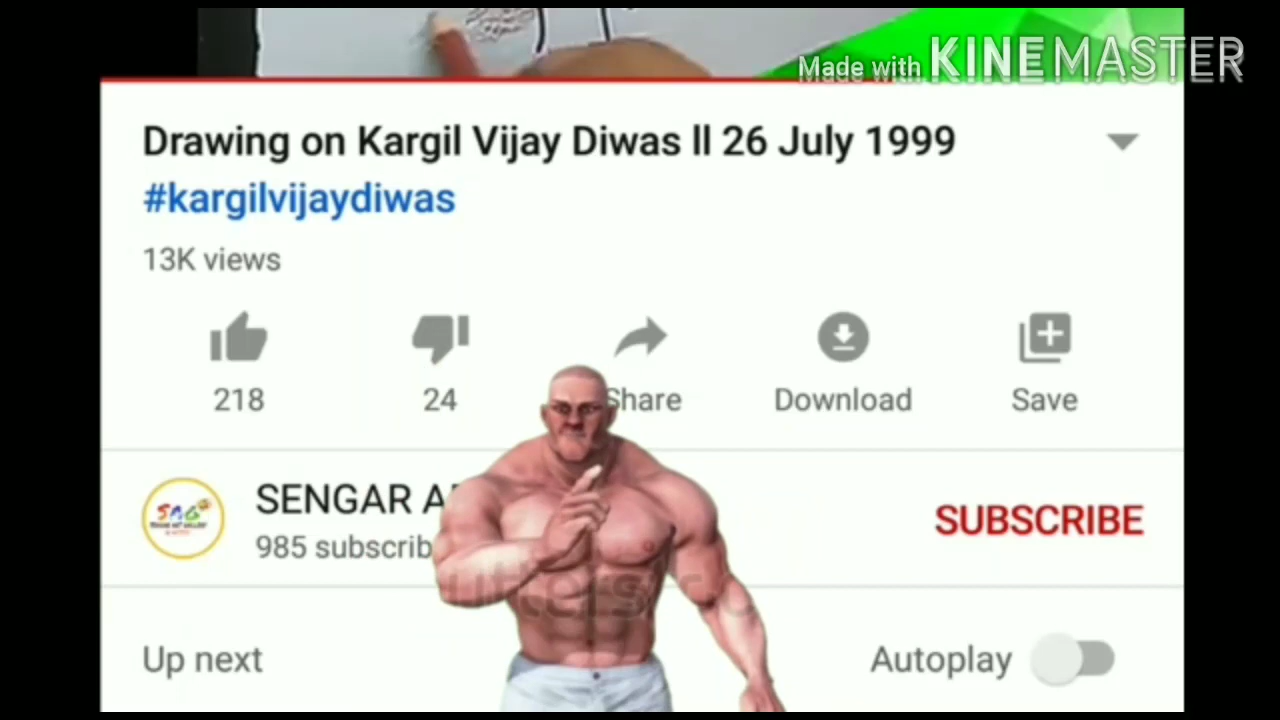 Made with KINEMASTER
Drawing on Kargil Vijay Diwas ll 26 July 1999
#kargilvijaydiwas
13K views
218 24 Share Download Save
SENGAR A
985 subscrib
SUBSCRIBE
SAG
Up next Autoplay